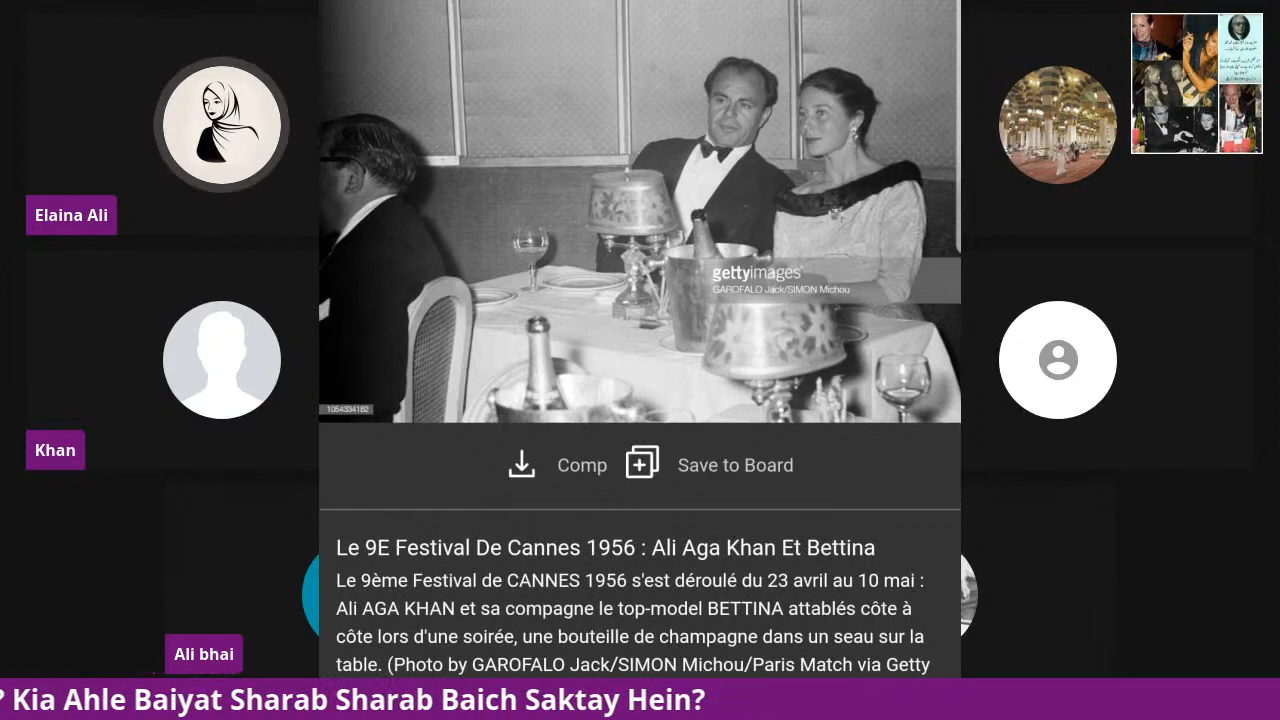 Elaina Ali
gettyimages
GAROFALO Jack/SIMON Michou
1054334162
Khan
Comp
Save to Board
Le 9E Festival De Cannes 1956 : Ali Aga Khan Et Bettina
Le 9ème Festival de CANNES 1956 s'est déroulé du 23 avril au 10 mai :
Ali AGA KHAN et sa compagne le top-model BETTINA attablés côte à
côte lors d'une soirée, une bouteille de champagne dans un seau sur la
table. (Photo by GAROFALO Jack/SIMON Michou/Paris Match via Getty
Ali bhai
? Kia Ahle Baiyat Sharab Sharab Baich Saktay Hein?